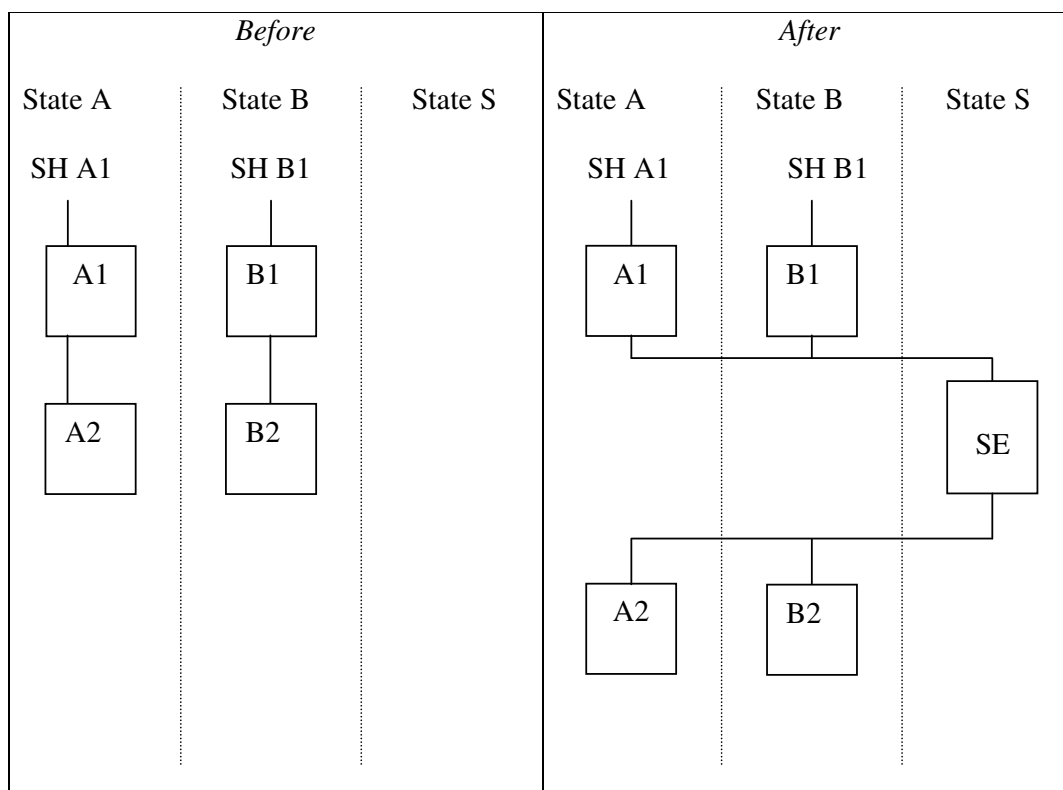 Before
State A State B State S
SH A1 SH B1
A1 B1
A2 B2
After
State A State B State S
SH A1 SH B1
A1 B1
SE
A2 B2